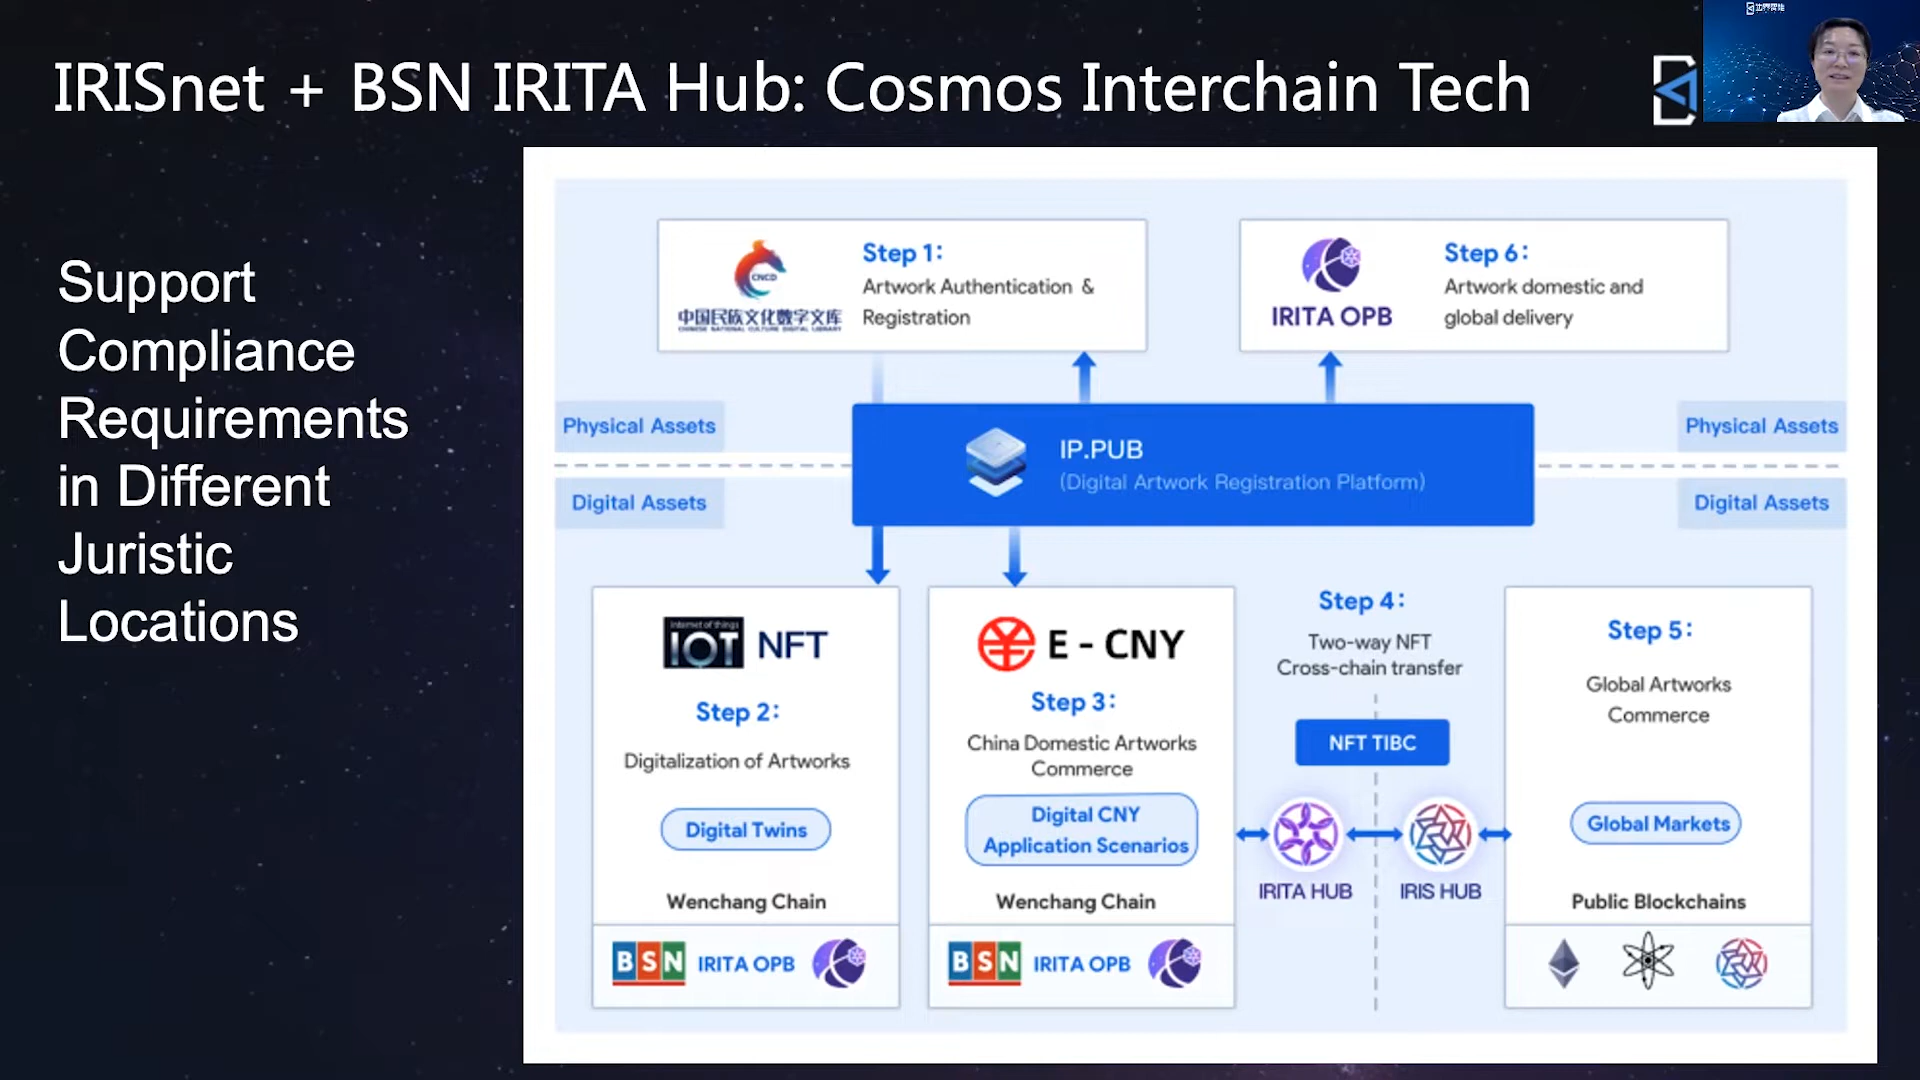 IRISnet + BSN IRITA Hub: Cosmos Interchain Tech
Support
Compliance
Requirements
in Different
Juristic
Locations
CNCD
中国民族文化数字文库
CHINESE NATIONAL CULTURE DIGITAL LIBRARY
Step 1:
Artwork Authentication &
Registration
IRITA OPB
Step 6:
Artwork domestic and
global delivery
Physical Assets
Physical Assets
IP.PUB
(Digital Artwork Registration Platform)
Digital Assets
Digital Assets
Internet of things
IOT NFT
Step 2:
Digitalization of Artworks
Digital Twins
Wenchang Chain
BSN IRITA OPB
E - CNY
Step 3:
China Domestic Artworks
Commerce
Digital CNY
Application Scenarios
Wenchang Chain
BSN IRITA OPB
Step 4:
Two-way NFT
Cross-chain transfer
NFT TIBC
IRITA HUB
IRIS HUB
Step 5:
Global Artworks
Commerce
Global Markets
Public Blockchains